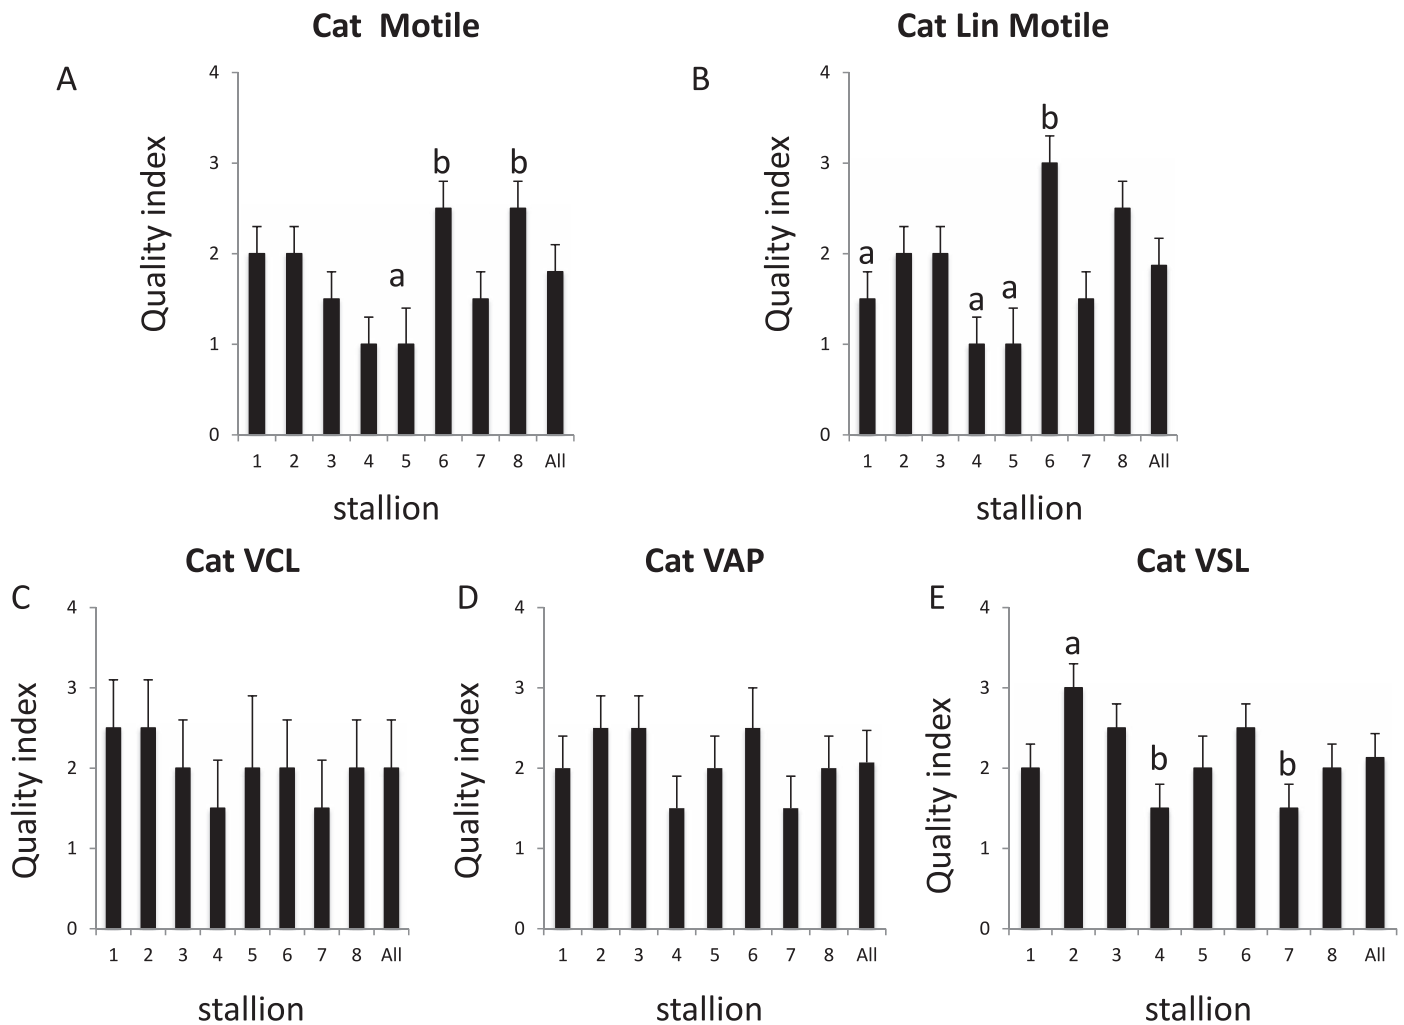 Cat Motile
A
4
3
2
1
0
Quality index
a
b
b
1 2 3 4 5 6 7 8 All
stallion
Cat Lin Motile
B
4
3
2
1
0
Quality index
a
a
a
b
1 2 3 4 5 6 7 8 All
stallion
Cat VCL
C
4
3
2
1
0
Quality index
1 2 3 4 5 6 7 8 All
stallion
Cat VAP
D
4
3
2
1
0
Quality index
1 2 3 4 5 6 7 8 All
stallion
Cat VSL
E
4
3
2
1
0
Quality index
a
b
b
1 2 3 4 5 6 7 8 All
stallion